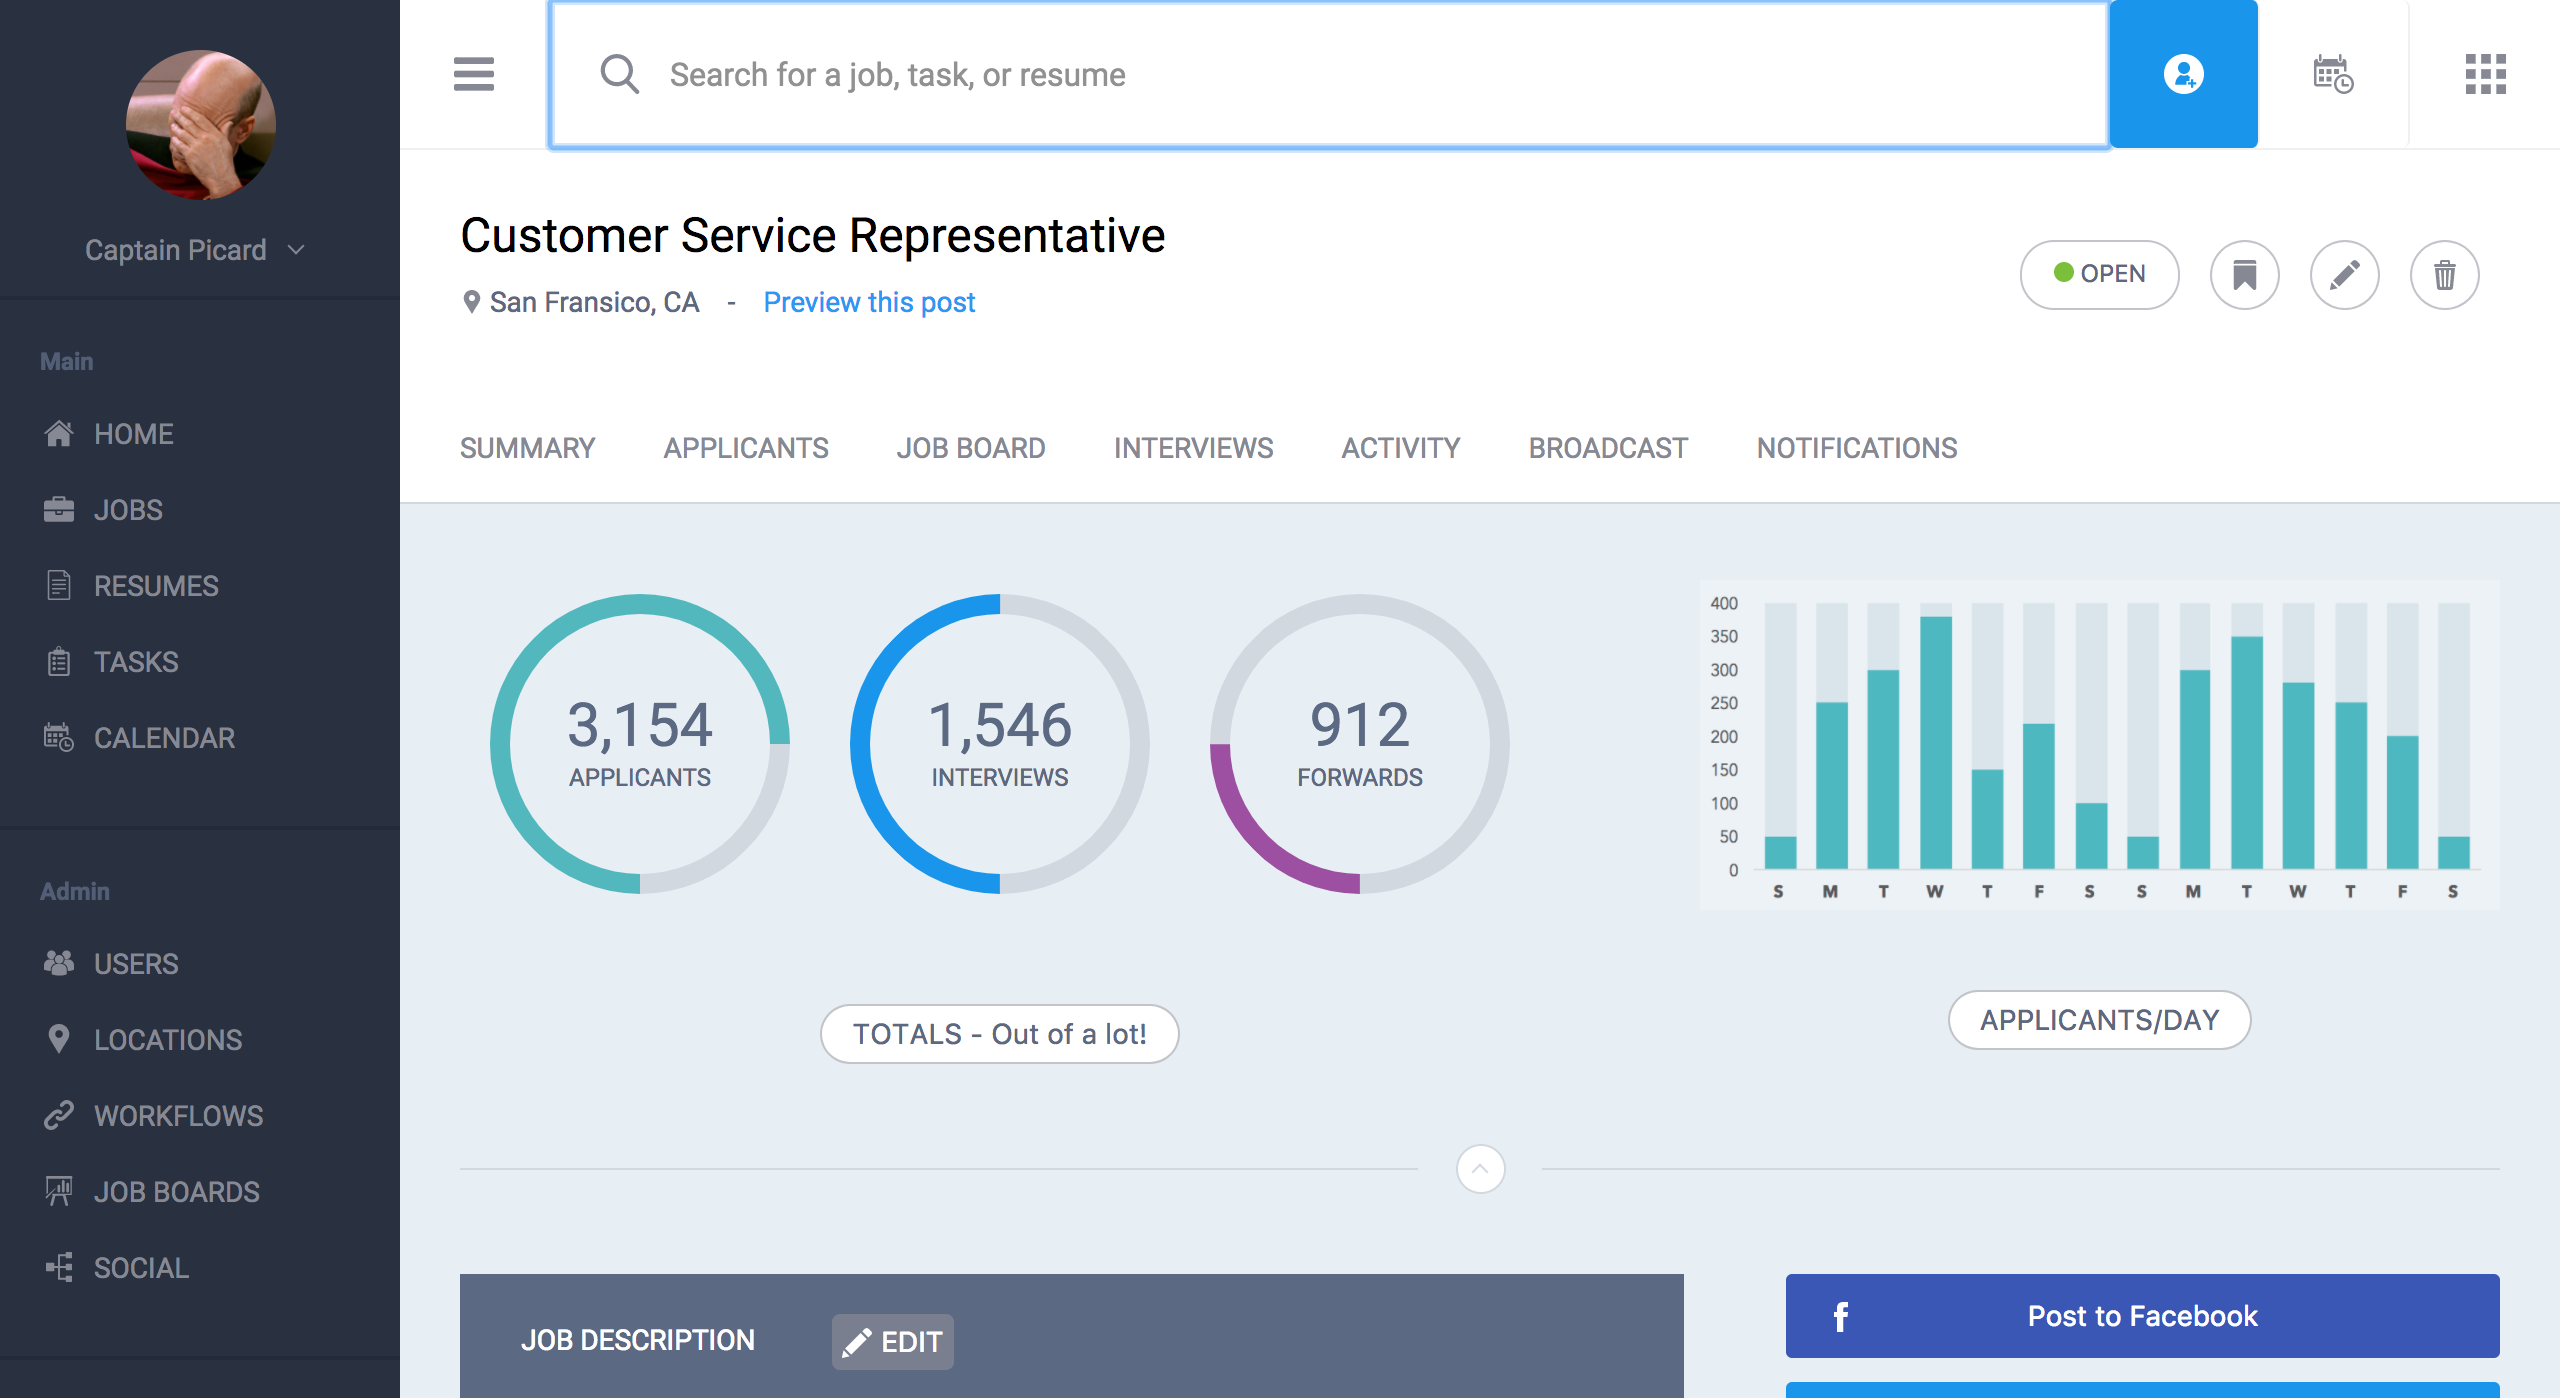 Captain Picard
Main
HOME
JOBS
RESUMES
TASKS
CALENDAR
Admin
USERS
LOCATIONS
WORKFLOWS
JOB BOARDS
SOCIAL
Search for a job, task, or resume
Customer Service Representative
San Fransico, CA - Preview this post
OPEN
SUMMARY APPLICANTS JOB BOARD INTERVIEWS ACTIVITY BROADCAST NOTIFICATIONS
3,154
APPLICANTS
1,546
INTERVIEWS
912
FORWARDS
TOTALS - Out of a lot!
400
350
300
250
200
150
100
50
0
S M T W T F S S M T W T F S
APPLICANTS/DAY
JOB DESCRIPTION EDIT
f Post to Facebook